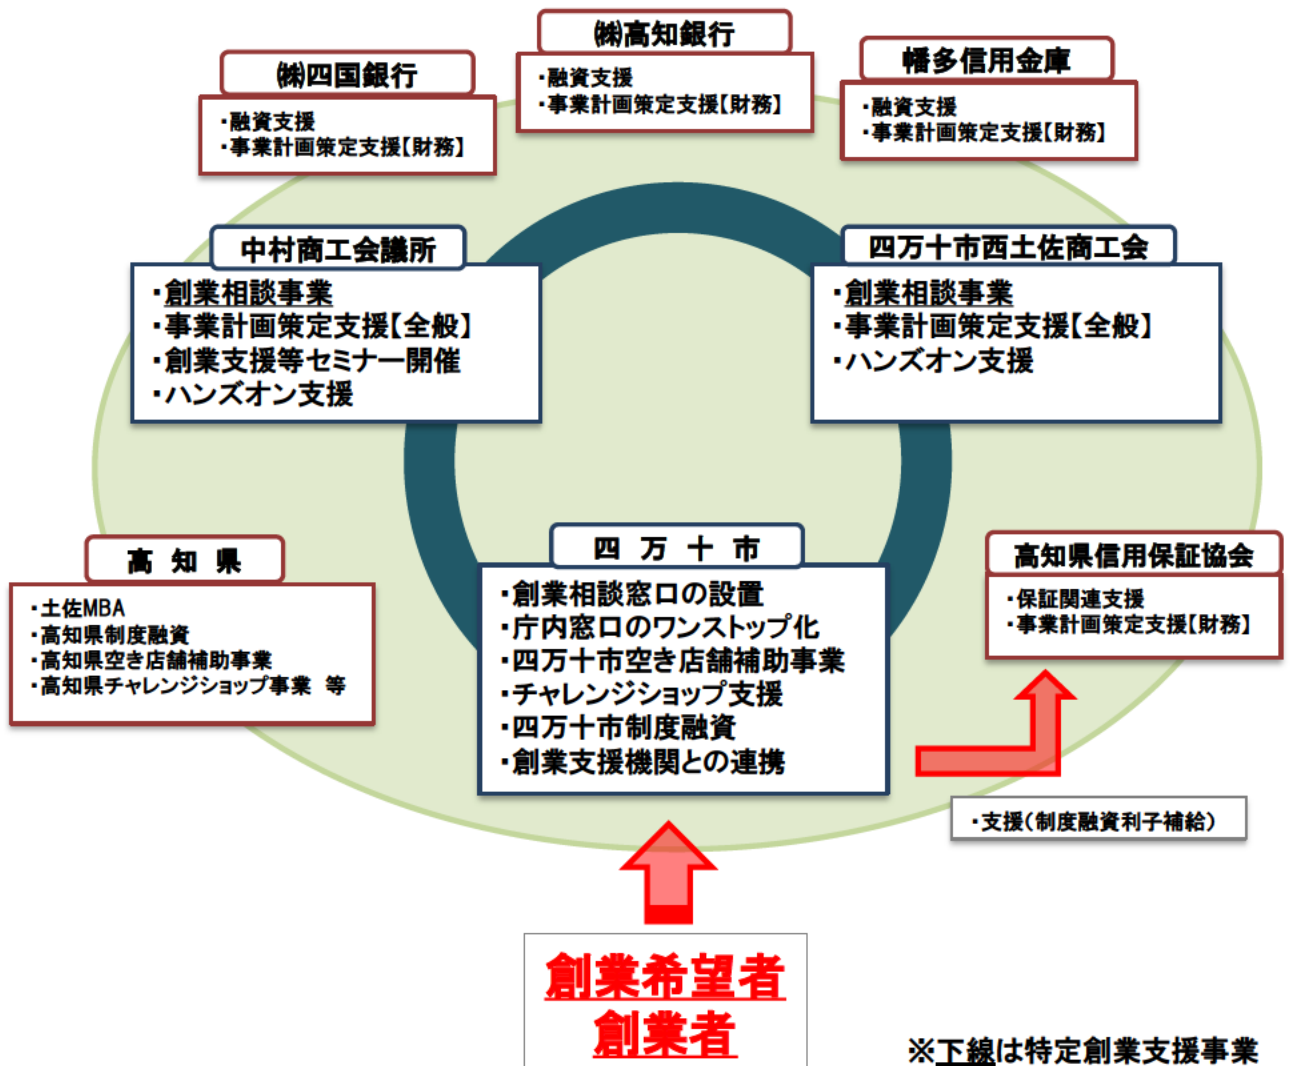 ㈱高知銀行
・融資支援
・事業計画策定支援【財務】
㈱四国銀行
・融資支援
・事業計画策定支援【財務】
幡多信用金庫
・融資支援
・事業計画策定支援【財務】
中村商工会議所
・創業相談事業
・事業計画策定支援【全般】
・創業支援等セミナー開催
・ハンズオン支援
四万十市西土佐商工会
・創業相談事業
・事業計画策定支援【全般】
・ハンズオン支援
高 知 県
・土佐MBA
・高知県制度融資
・高知県空き店舗補助事業
・高知県チャレンジショップ事業 等
四 万 十 市
・創業相談窓口の設置
・庁内窓口のワンストップ化
・四万十市空き店舗補助事業
・チャレンジショップ支援
・四万十市制度融資
・創業支援機関との連携
高知県信用保証協会
・保証関連支援
・事業計画策定支援【財務】
・支援（制度融資利子補給）
創業希望者
創業者
※下線は特定創業支援事業